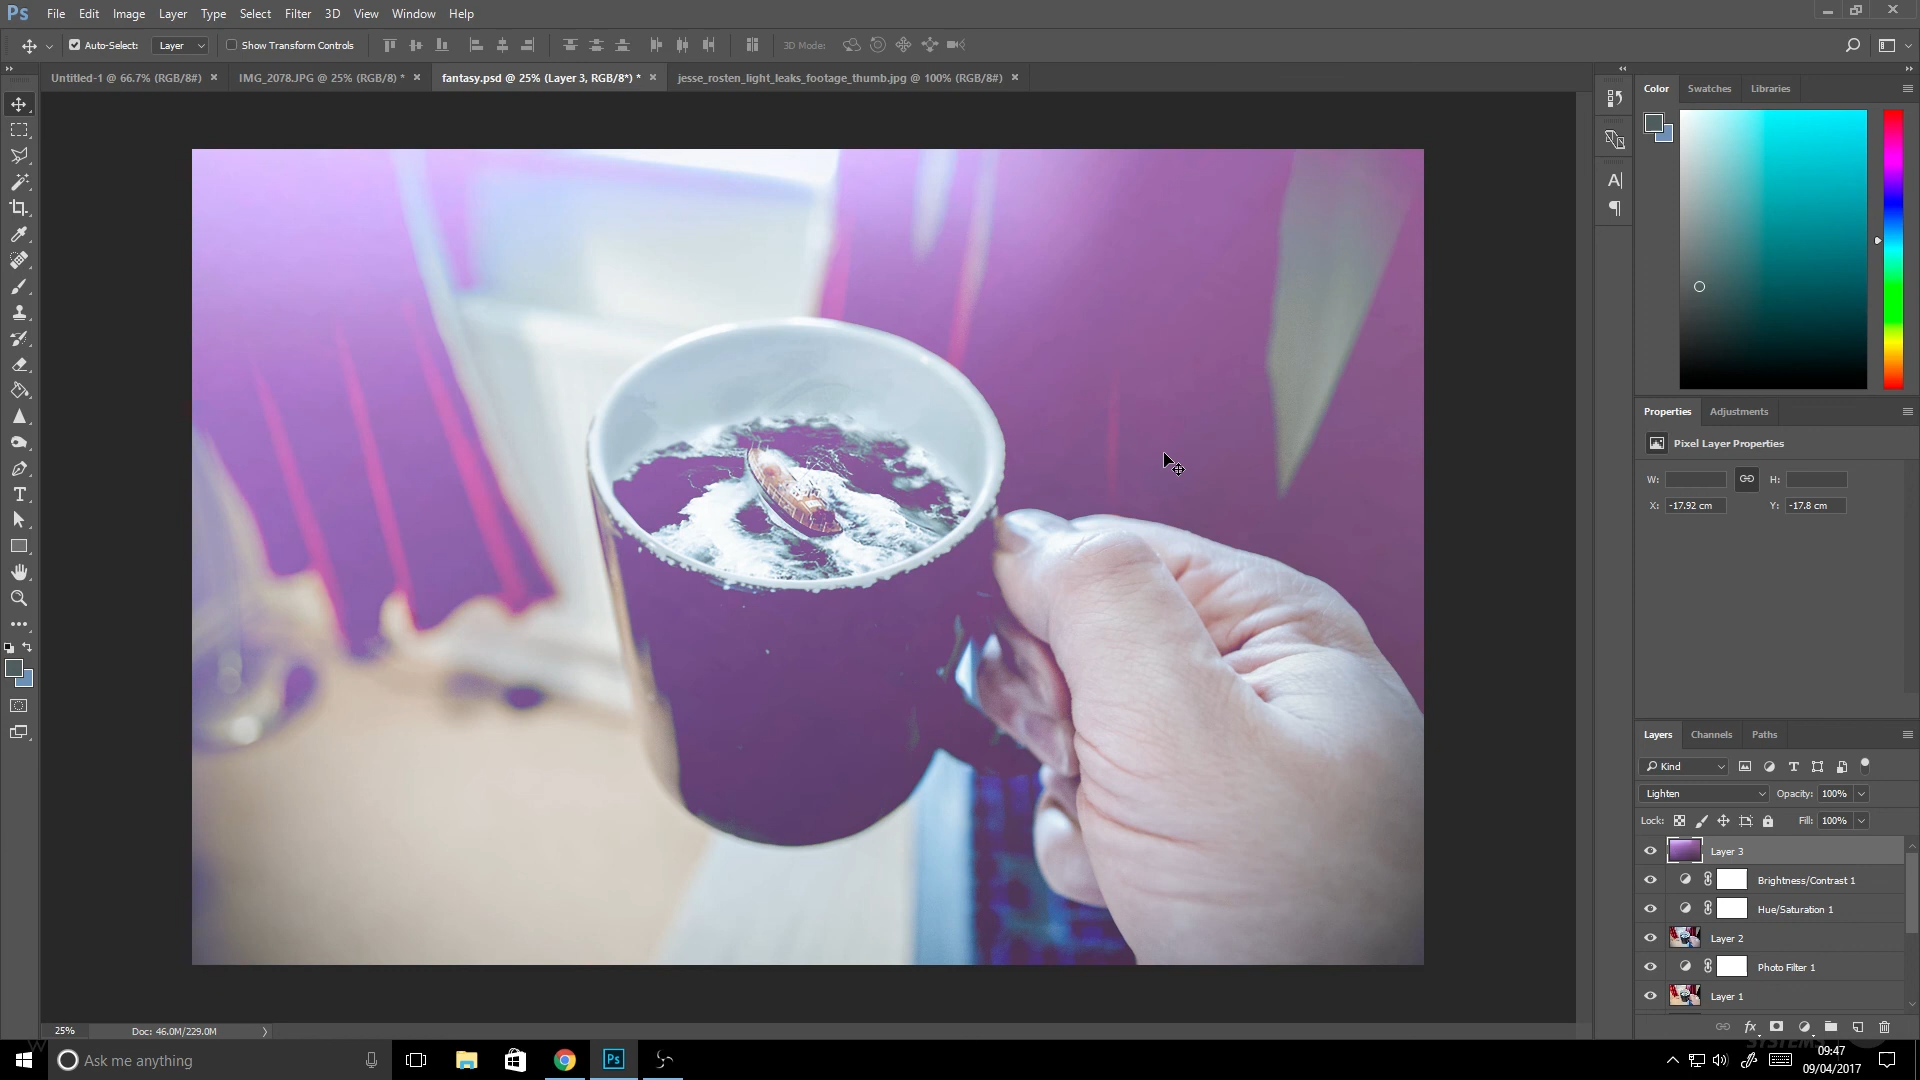 Ps File Edit Image Layer Type Select Filter 3D View Window Help
Auto-Select: Layer Show Transform Controls 3D Mode:
Untitled-1 @ 66.7% (RGB/8#) × IMG_2078.JPG @ 25% (RGB/8) * × fantasy.psd @ 25% (Layer 3, RGB/8*) * × jesse_rosten_light_leaks_footage_thumb.jpg @ 100% (RGB/8#) ×
Color Swatches Libraries
Properties Adjustments
Pixel Layer Properties
W: H:
X: -17.92 cm Y: -17.8 cm
Layers Channels Paths
Kind
Lighten Opacity: 100%
Lock: Fill: 100%
Layer 3
Brightness/Contrast 1
Hue/Saturation 1
Layer 2
Photo Filter 1
Layer 1
25% Doc: 46.0M/229.0M
Ask me anything
Ps
SYSTEMS
09:47
09/04/2017